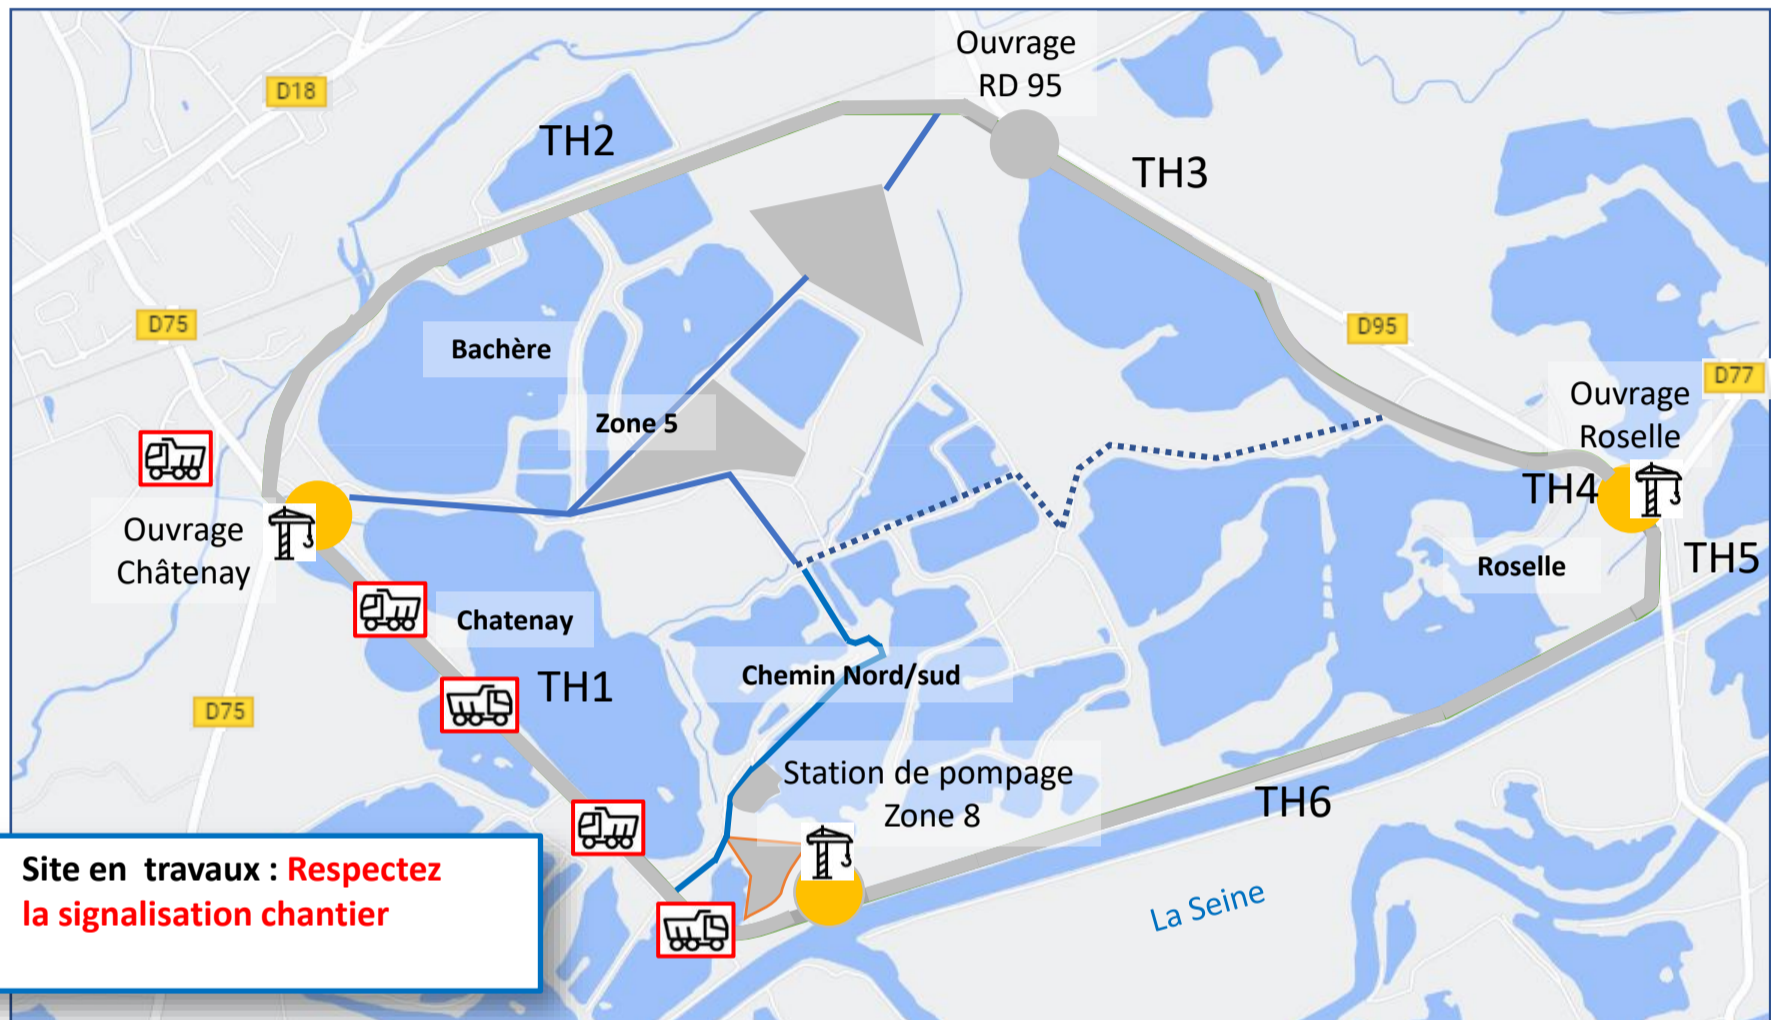 Ouvrage
RD 95
D18
TH2
TH3
D75
D95
Bachère
D77
Ouvrage
Roselle
Zone 5
TH4
Ouvrage
Châtenay
TH5
Roselle
Chatenay
Chemin Nord/sud
TH1
D75
Station de pompage
Zone 8
TH6
Site en travaux : Respectez
la signalisation chantier
La Seine